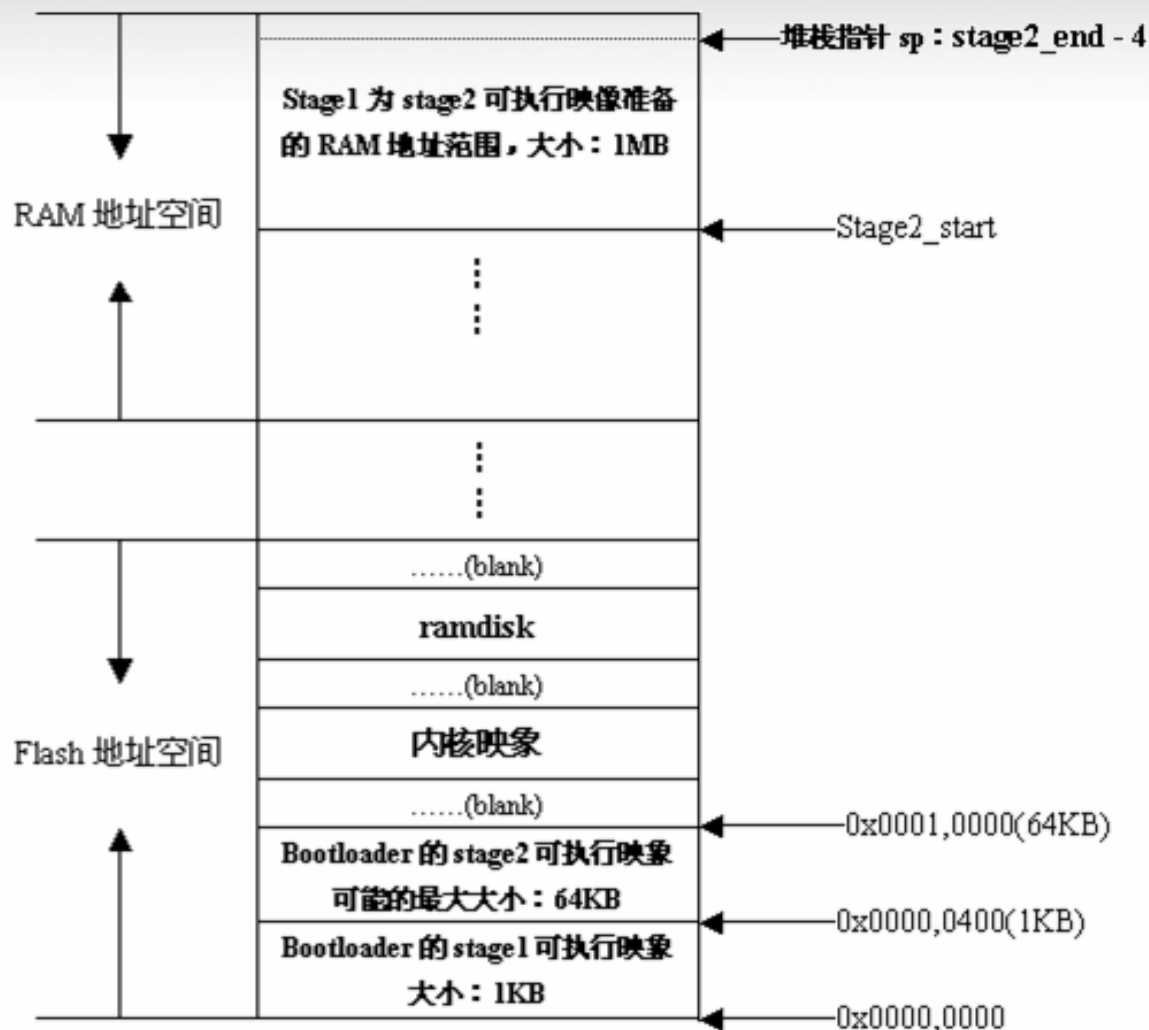 堆栈指针 sp：stage2_end - 4
Stage1 为 stage2 可执行映像准备
的 RAM 地址范围，大小：1MB
RAM 地址空间
Stage2_start
......(blank)
ramdisk
......(blank)
内核映象
Flash 地址空间
......(blank)
0x0001,0000(64KB)
Bootloader 的 stage2 可执行映象
可能的最大大小：64KB
0x0000,0400(1KB)
Bootloader 的 stage1 可执行映象
大小：1KB
0x0000,0000